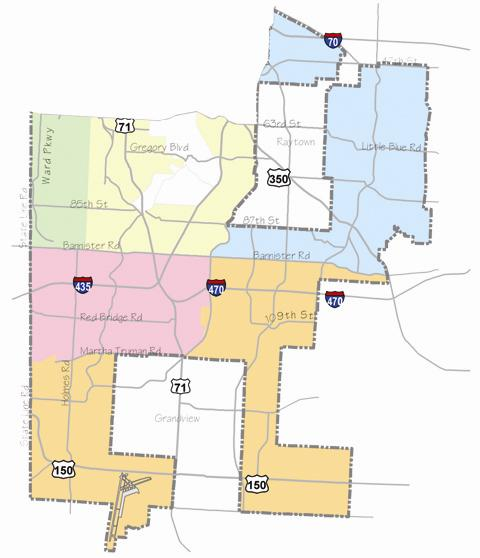 70
47th St
71
63rd St
Raytown
Ward Pkwy
Gregory Blvd
Little Blue Rd
350
State Line Rd
85th St
87th St
Bannister Rd
Bannister Rd
435
470
470
Red Bridge Rd
109th St
Martha Truman Rd
Holmes Rd
71
State Line Rd
Grandview
150
150